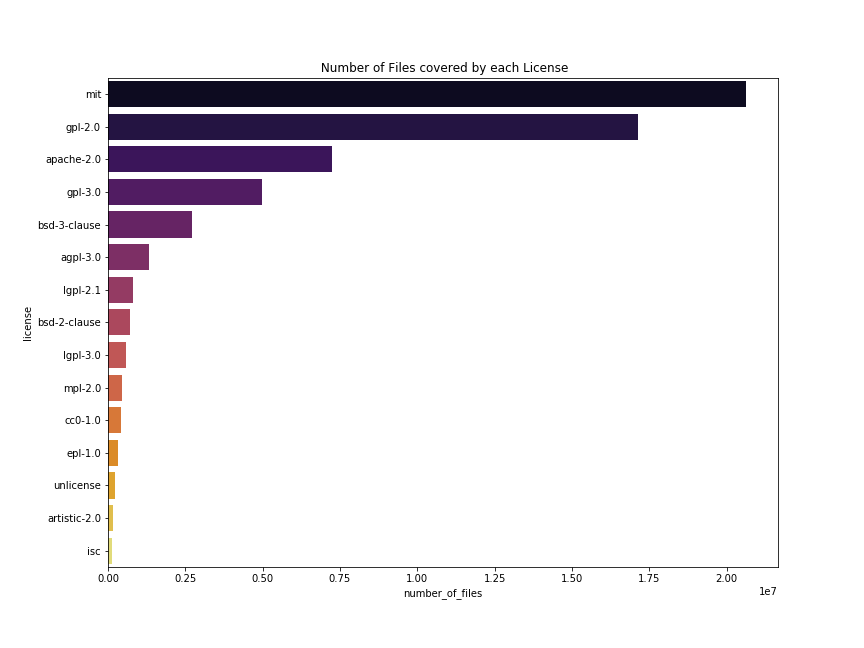 Number of Files covered by each License
mit
gpl-2.0
apache-2.0
gpl-3.0
bsd-3-clause
agpl-3.0
lgpl-2.1
bsd-2-clause
lgpl-3.0
mpl-2.0
cc0-1.0
epl-1.0
unlicense
artistic-2.0
isc
license
0.00 0.25 0.50 0.75 1.00 1.25 1.50 1.75 2.00
1e7
number_of_files